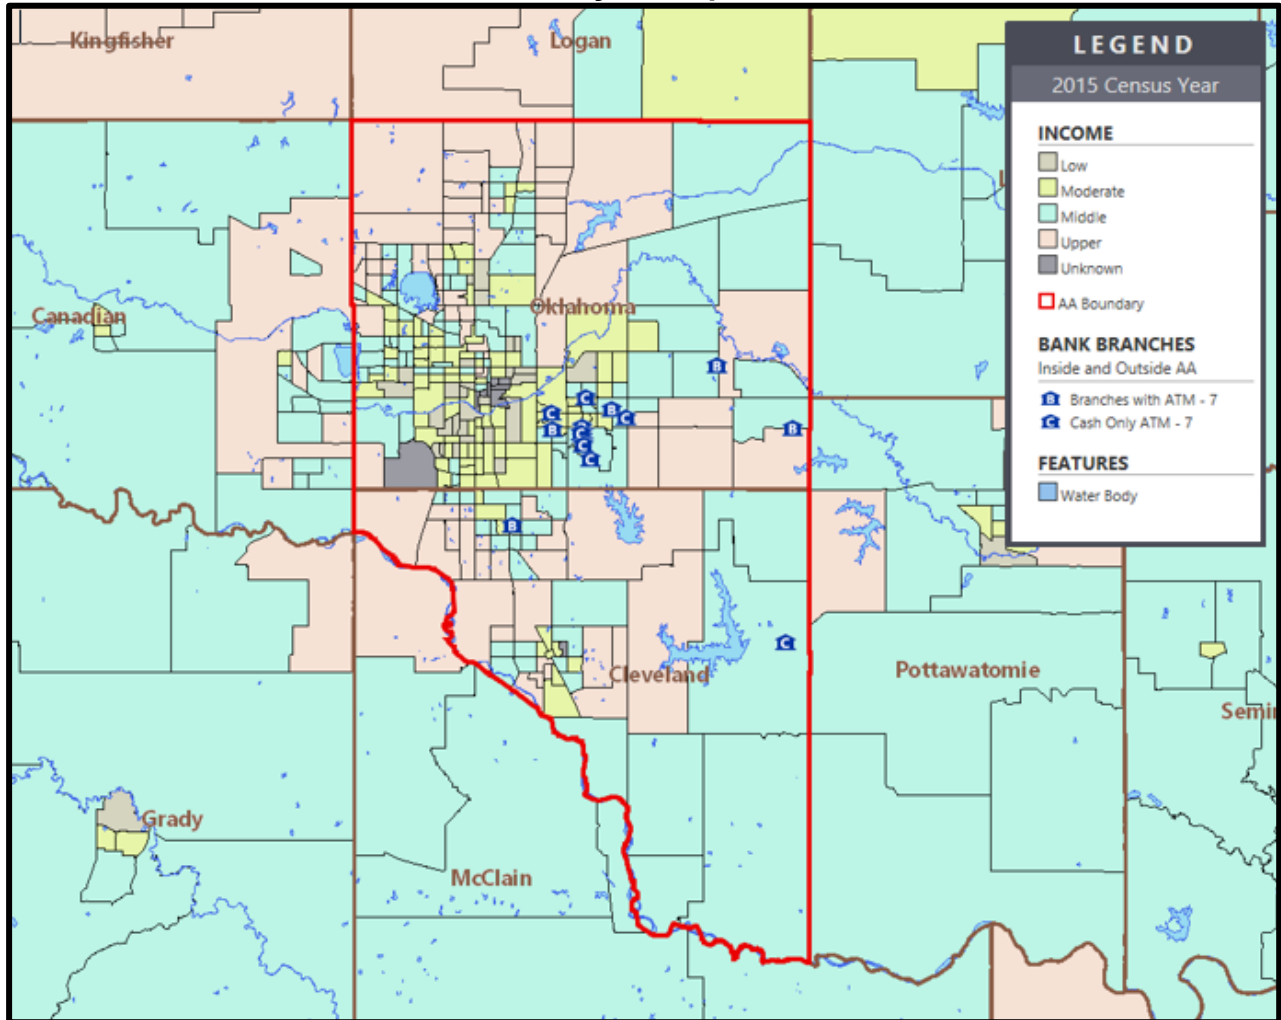 Kingfisher
Logan
LEGEND
2015 Census Year
INCOME
Low
Moderate
Middle
Upper
Unknown
AA Boundary
BANK BRANCHES
Inside and Outside AA
B Branches with ATM - 7
C Cash Only ATM - 7
FEATURES
Water Body
Canadian
Oklahoma
B
C
C
B
C
B
C
C
C
B
B
C
Cleveland
Pottawatomie
Semin
Grady
McClain